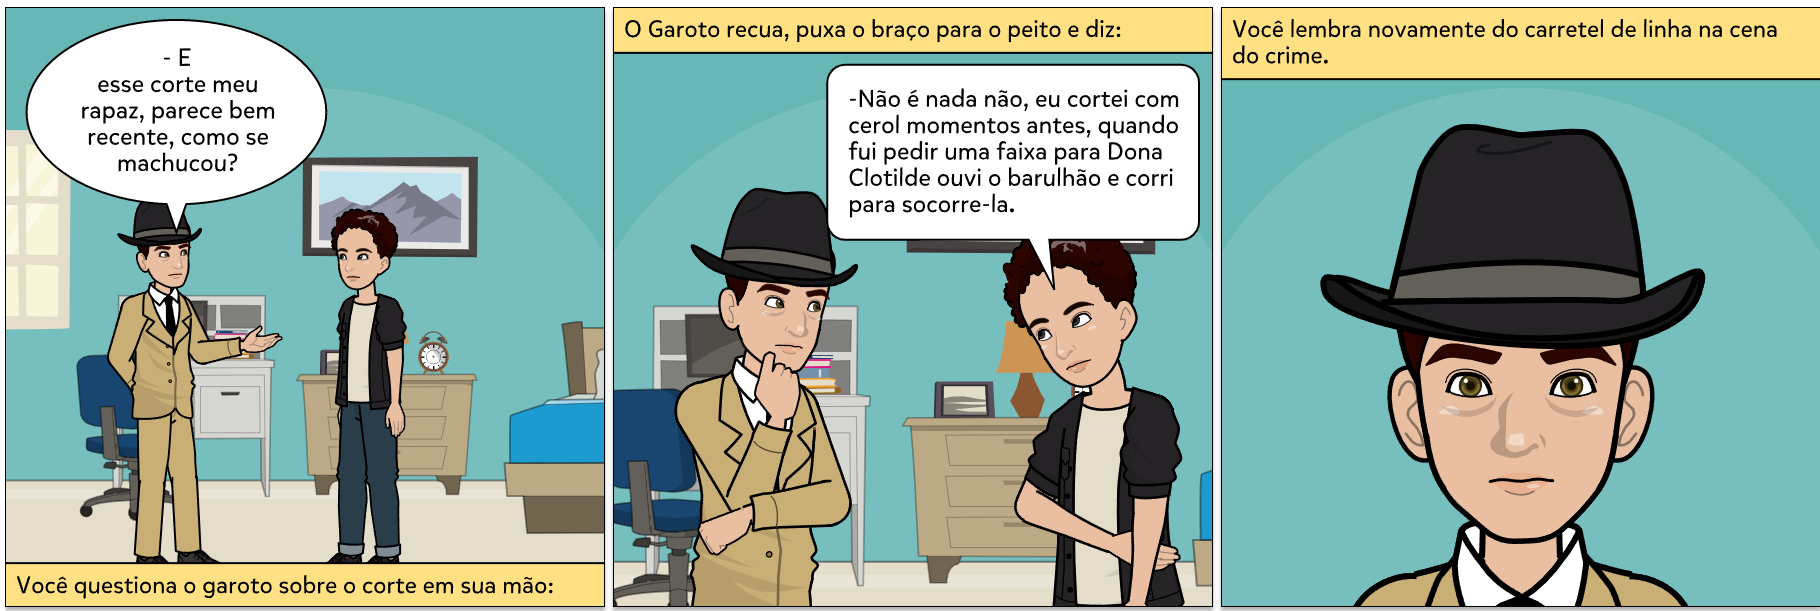 - E
esse corte meu
rapaz, parece bem
recente, como se
machucou?
Você questiona o garoto sobre o corte em sua mão:
O Garoto recua, puxa o braço para o peito e diz:
-Não é nada não, eu cortei com
cerol momentos antes, quando
fui pedir uma faixa para Dona
Clotilde ouvi o barulhão e corri
para socorre-la.
Você lembra novamente do carretel de linha na cena
do crime.